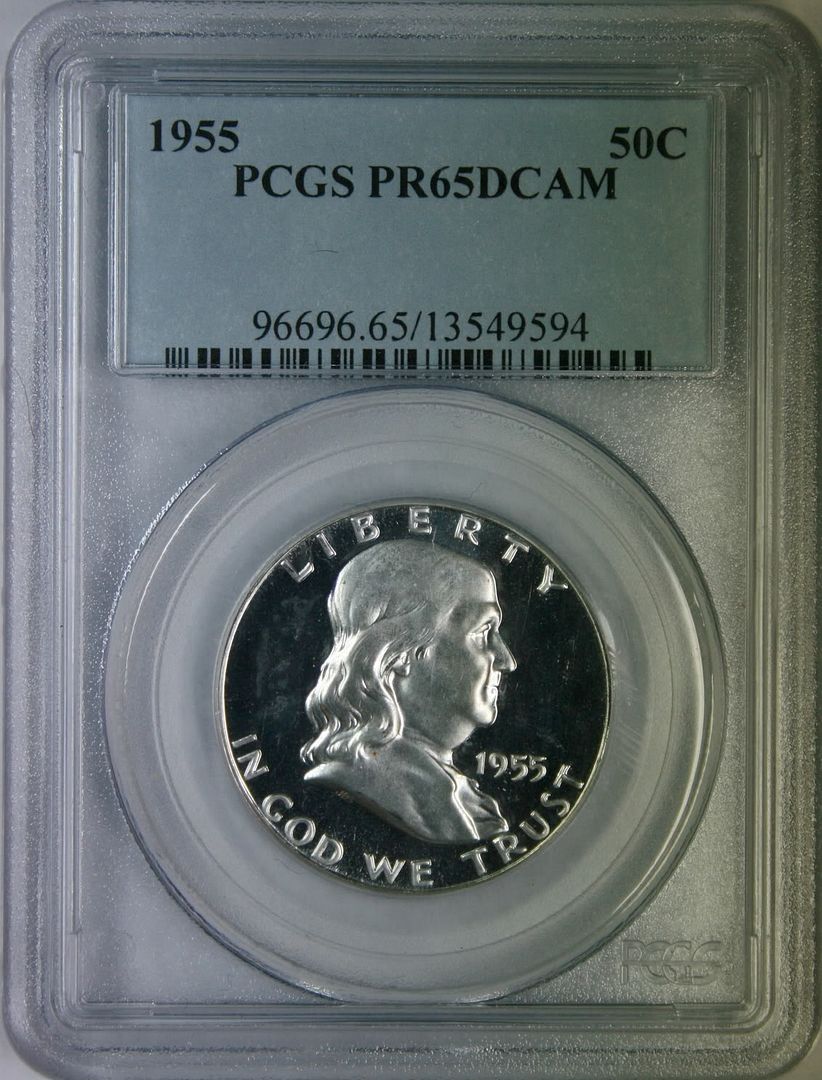 1955 50C
PCGS PR65DCAM
96696.65/13549594
LIBERTY
1955
IN GOD WE TRUST
PCGS